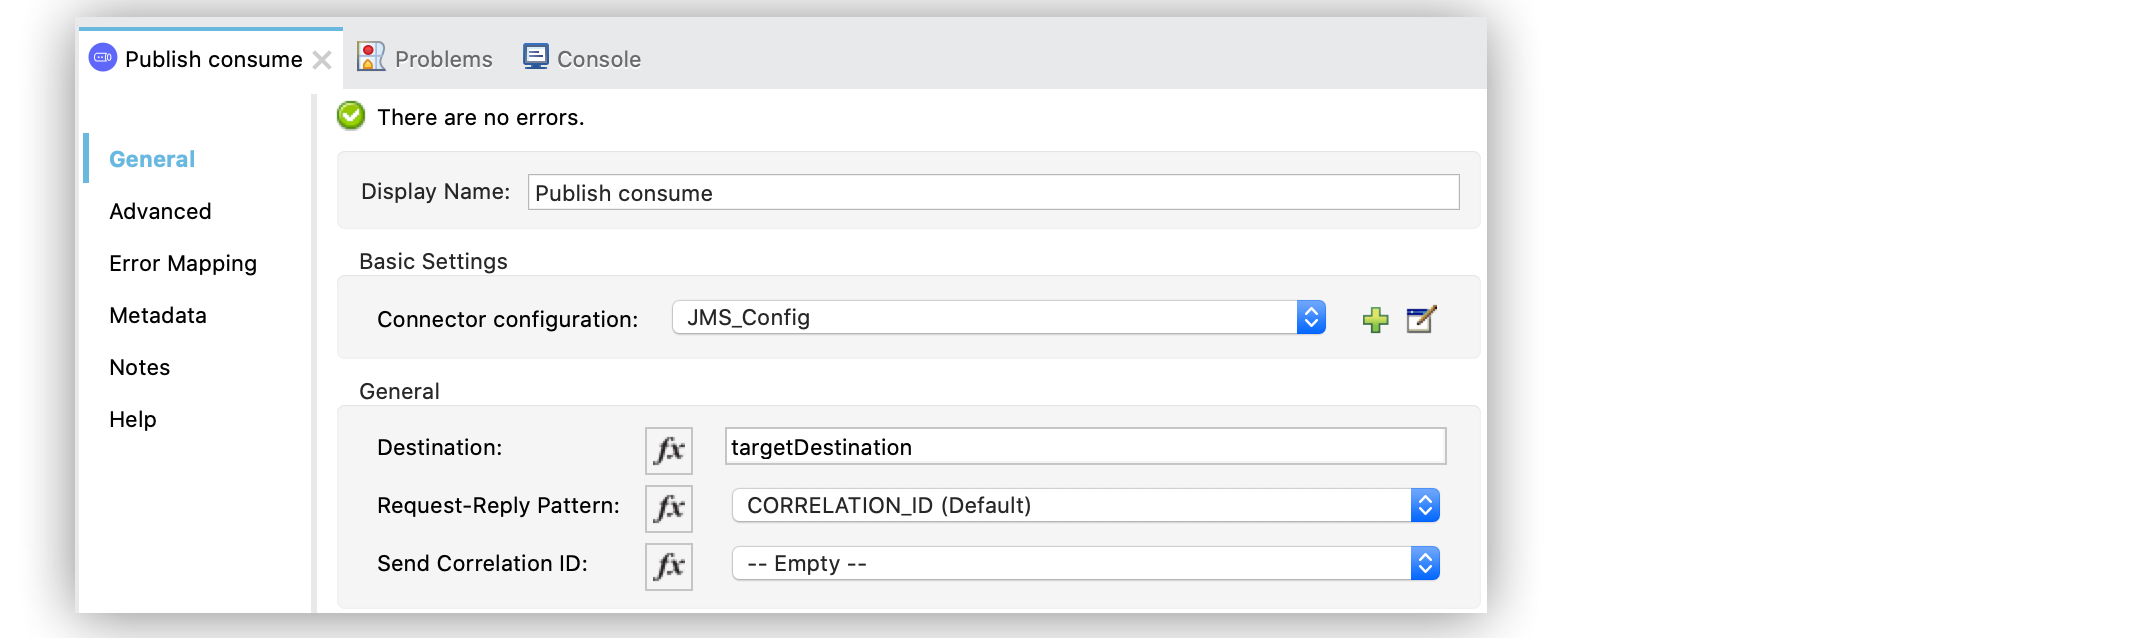 Publish consume Problems Console
There are no errors.
General
Advanced
Error Mapping
Metadata
Notes
Help
Display Name: Publish consume
Basic Settings
Connector configuration: JMS_Config
General
Destination: fx targetDestination
Request-Reply Pattern: fx CORRELATION_ID (Default)
Send Correlation ID: fx -- Empty --